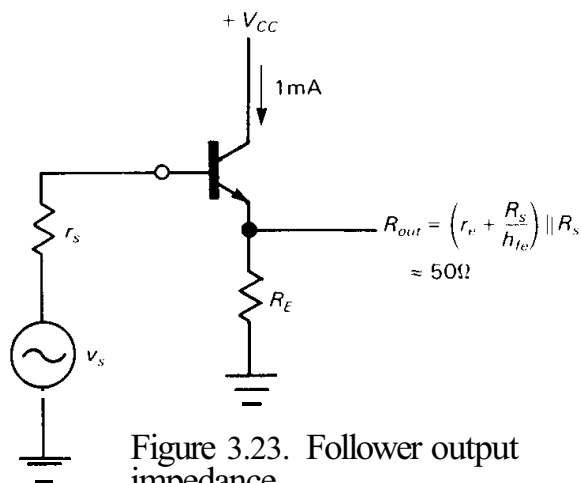 + V_CC
1mA
r_s
R_out = (r_e + R_s/h_fe) || R_s
≈ 50Ω
R_E
v_s
Figure 3.23. Follower output
impedance